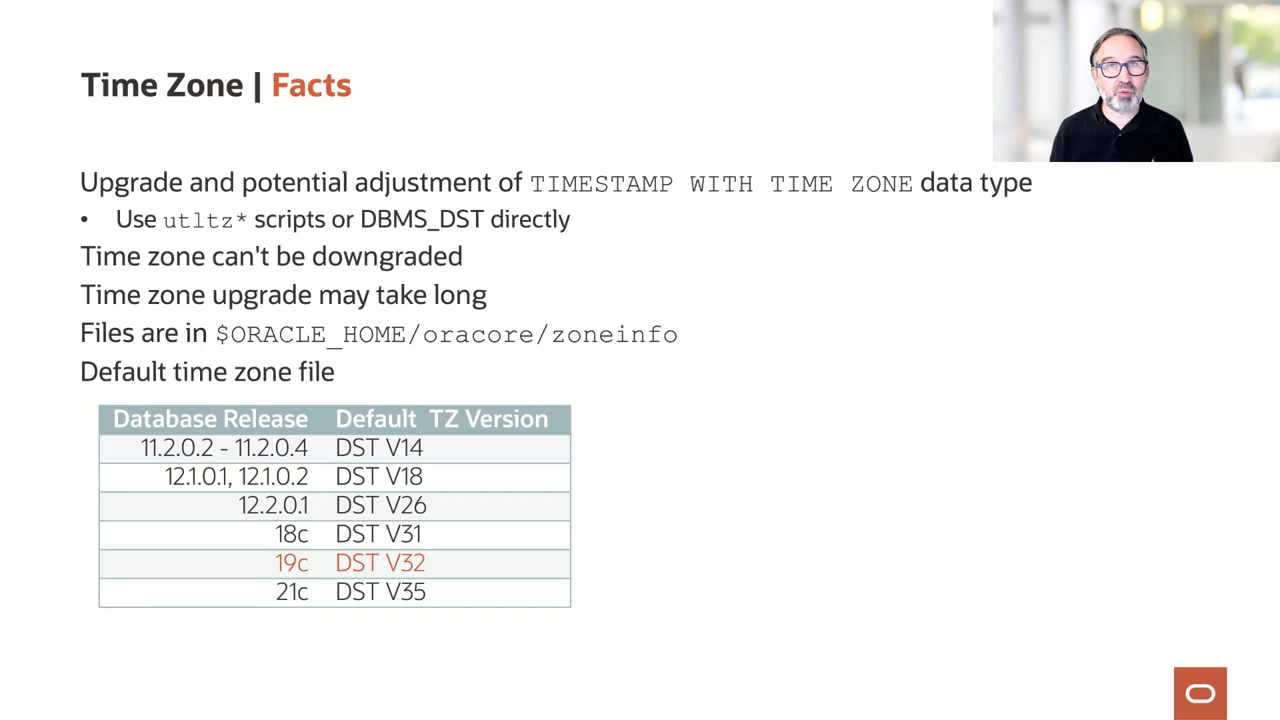 Time Zone | Facts
Upgrade and potential adjustment of TIMESTAMP WITH TIME ZONE data type
• Use utltz* scripts or DBMS_DST directly
Time zone can't be downgraded
Time zone upgrade may take long
Files are in $ORACLE_HOME/oracore/zoneinfo
Default time zone file
Database Release Default TZ Version
11.2.0.2 - 11.2.0.4 DST V14
12.1.0.1, 12.1.0.2 DST V18
12.2.0.1 DST V26
18c DST V31
19c DST V32
21c DST V35